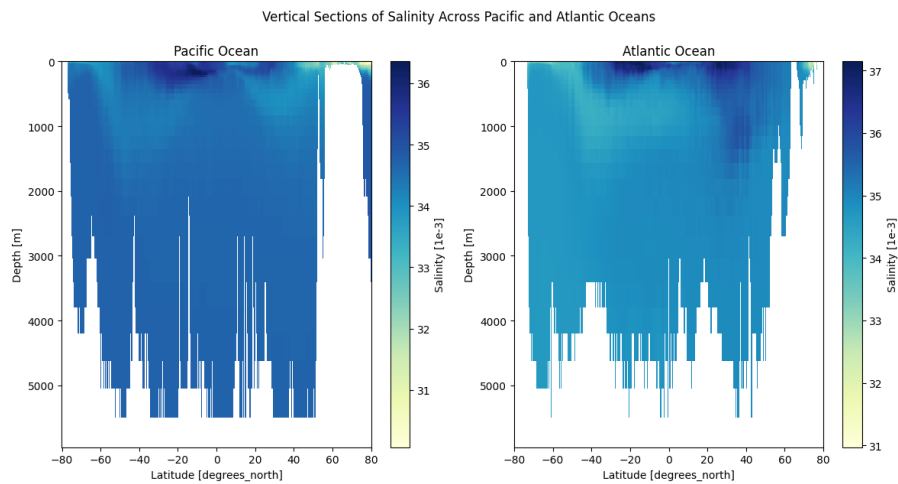 Vertical Sections of Salinity Across Pacific and Atlantic Oceans
Pacific Ocean
0
1000
2000
3000
4000
5000
Depth [m]
−80 −60 −40 −20 0 20 40 60 80
Latitude [degrees_north]
36
35
34
33
32
31
Salinity [1e-3]
Atlantic Ocean
0
1000
2000
3000
4000
5000
Depth [m]
−80 −60 −40 −20 0 20 40 60 80
Latitude [degrees_north]
37
36
35
34
33
32
31
Salinity [1e-3]